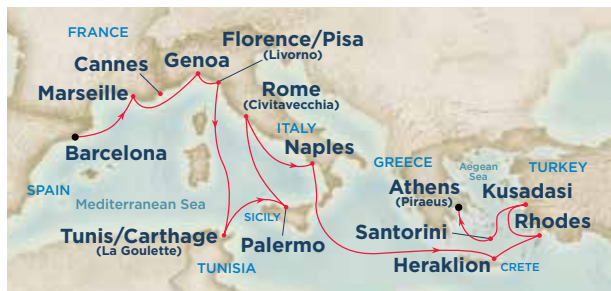 FRANCE
Cannes
Genoa
Florence/Pisa
(Livorno)
Marseille
Rome
(Civitavecchia)
Barcelona
ITALY
Naples
SPAIN
Mediterranean Sea
GREECE
Aegean
Sea
TURKEY
Athens
(Piraeus)
Kusadasi
Rhodes
Santorini
Tunis/Carthage
(La Goulette)
SICILY
Palermo
TUNISIA
Heraklion
CRETE